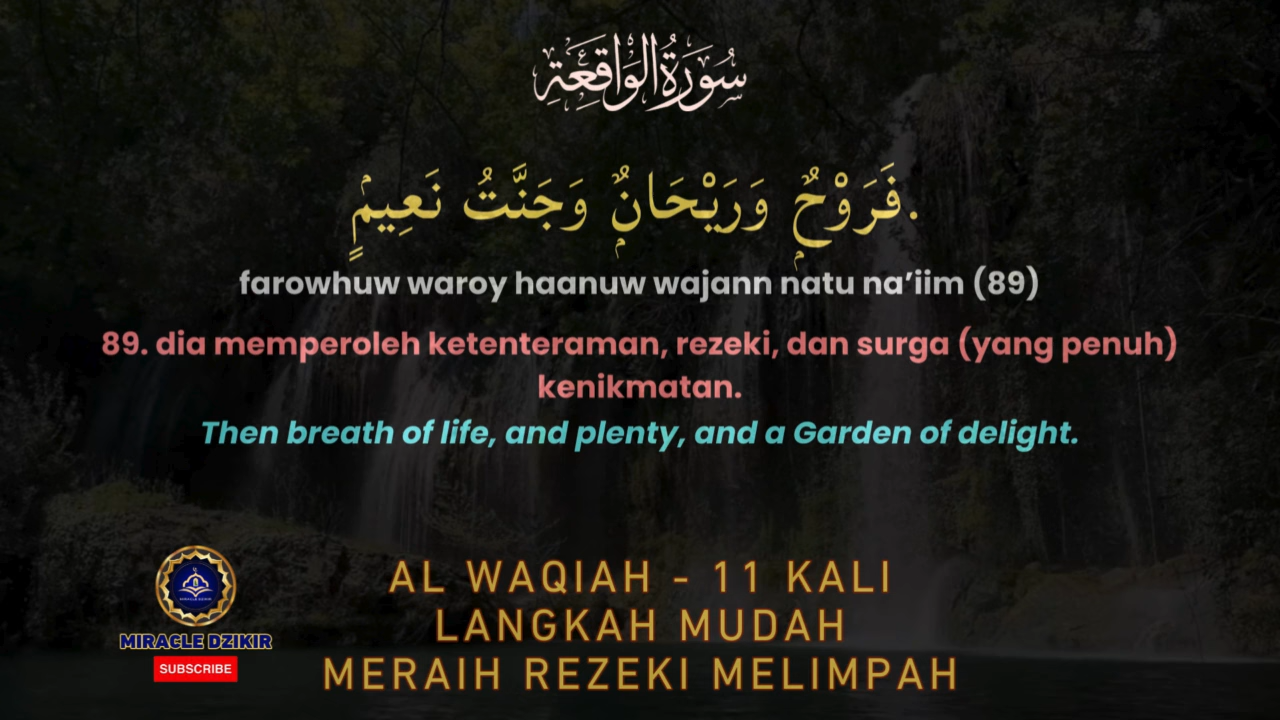 سُورَةُ الوَاقِعَةِ
فَرَوْحٌۭ وَرَيْحَانٌۭ وَجَنَّتُ نَعِيمٍۢ.
farowhuw waroy haanuw wajann natu na’iim (89)
89. dia memperoleh ketenteraman, rezeki, dan surga (yang penuh)
kenikmatan.
Then breath of life, and plenty, and a Garden of delight.
AL WAQIAH - 11 KALI
LANGKAH MUDAH
MERAIH REZEKI MELIMPAH
MIRACLE DZIKIR
MIRACLE DZIKIR
SUBSCRIBE